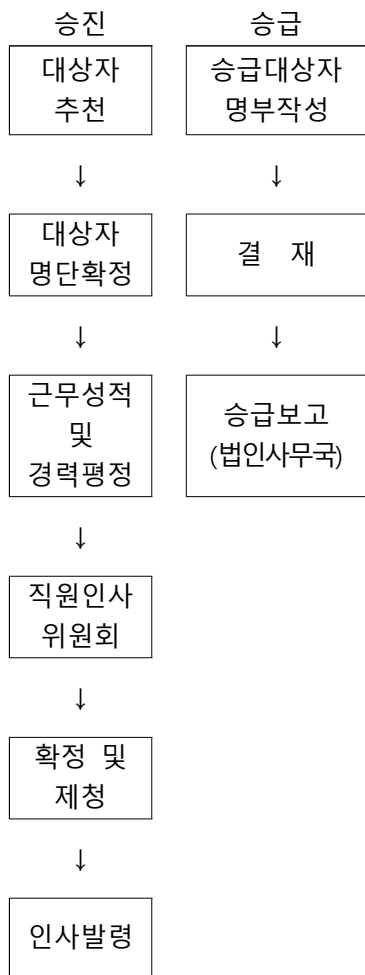 승진
대상자
추천
↓
대상자
명단확정
↓
근무성적
및
경력평정
↓
직원인사
위원회
↓
확정 및
제청
↓
인사발령
승급
승급대상자
명부작성
↓
결 재
↓
승급보고
(법인사무국)